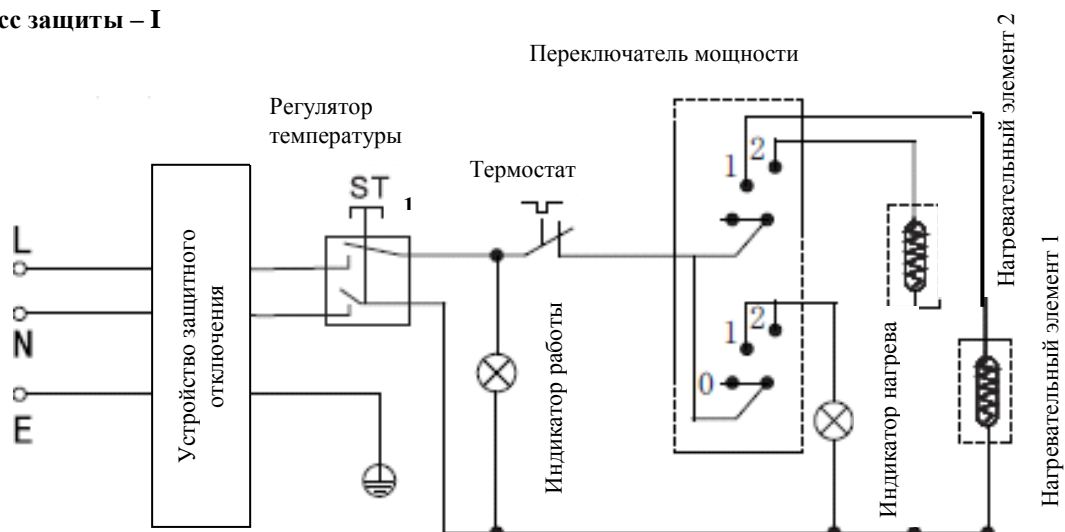 сс защиты – I
Переключатель мощности
Регулятор
температуры
Термостат
ST
1
L
N
E
Устройство защитного
отключения
Индикатор работы
1
2
1
2
0
Индикатор нагрева
Нагревательный элемент 2
Нагревательный элемент 1